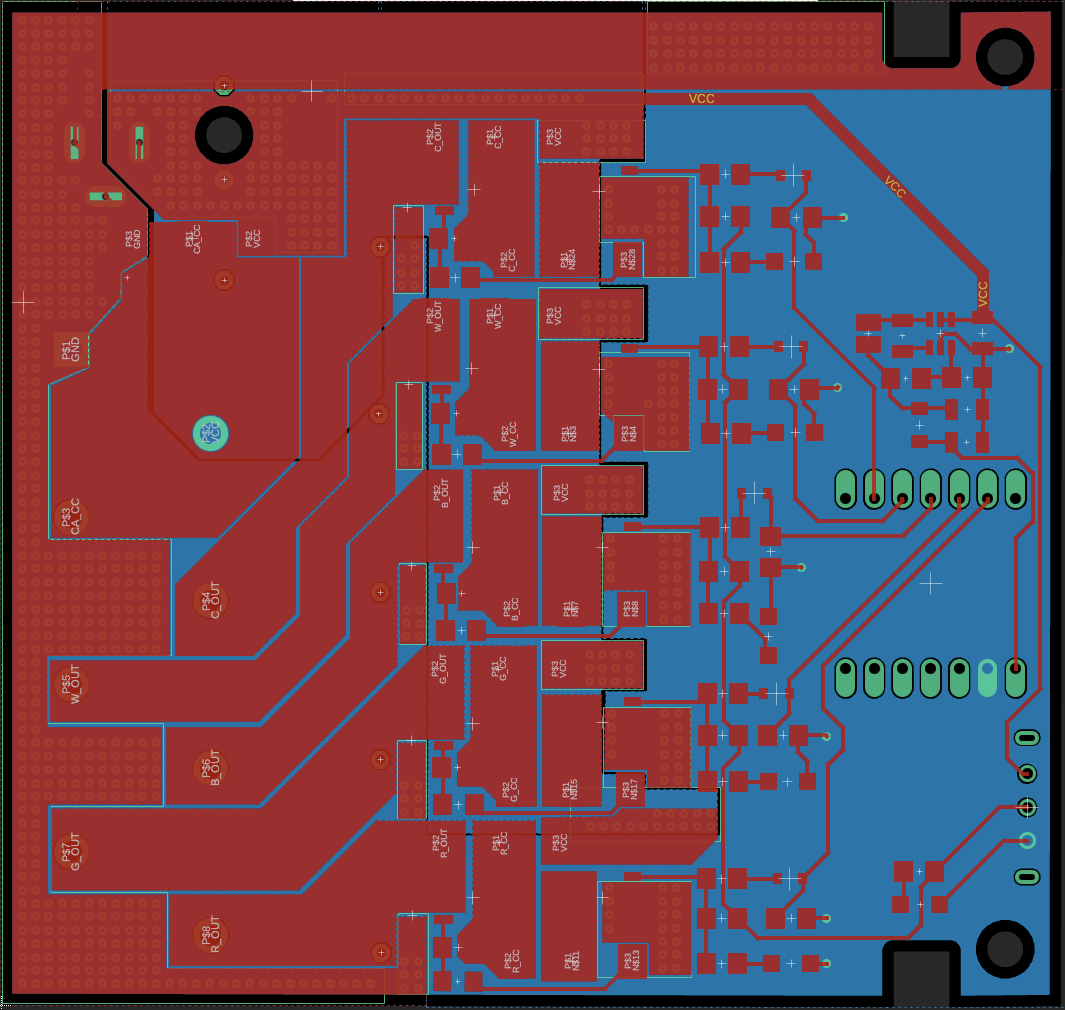 VCC
VCC
VCC
P$2
C_OUT
P$1
C_CC
P$3
VCC
P$3
GND
P$1
CA_CC
P$2
VCC
P$2
C_CC
P$1
N$24
P$3
N$28
P$1
GND
P$2
W_OUT
P$1
W_CC
P$3
VCC
P$2
VCC
P$2
W_CC
P$1
N$3
P$3
N$4
P$3
CA_CC
P$2
B_OUT
P$1
B_CC
P$3
VCC
P$4
C_OUT
P$2
B_CC
P$1
N$7
P$3
N$8
P$5
W_OUT
P$2
G_OUT
P$1
G_CC
P$3
VCC
P$6
B_OUT
P$2
G_CC
P$1
N$15
P$3
N$17
P$7
G_OUT
P$2
R_OUT
P$1
R_CC
P$3
VCC
P$8
R_OUT
P$2
R_CC
P$1
N$11
P$3
N$13